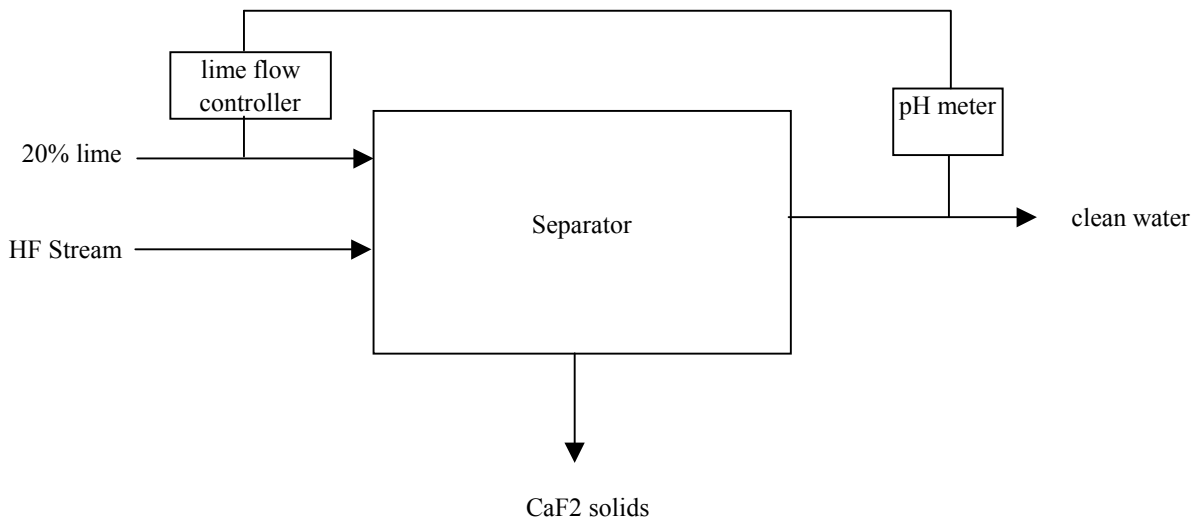 lime flow
controller
pH meter
20% lime
Separator
clean water
HF Stream
CaF2 solids